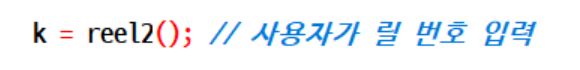 k = reel2(); // 사용자가 릴 번호 입력